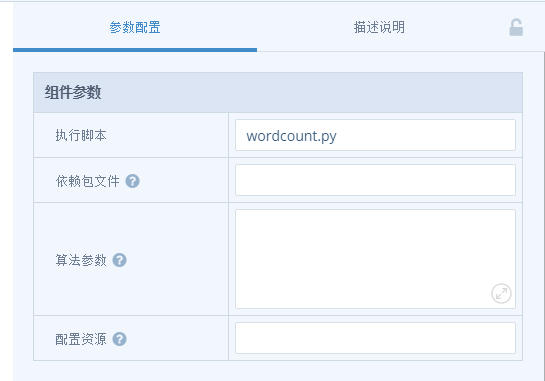 参数配置 描述说明
组件参数
执行脚本 wordcount.py
依赖包文件 ?
算法参数 ?
配置资源 ?